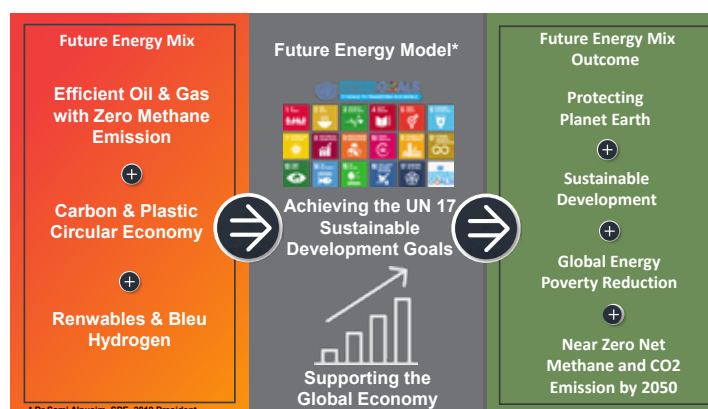 Future Energy Mix
Efficient Oil & Gas
with Zero Methane
Emission
Carbon & Plastic
Circular Economy
Renwables & Bleu
Hydrogen
Future Energy Model*
GOALS
Achieving the UN 17
Sustainable
Development Goals
Supporting the
Global Economy
Future Energy Mix
Outcome
Protecting
Planet Earth
Sustainable
Development
Global Energy
Poverty Reduction
Near Zero Net
Methane and CO2
Emission by 2050